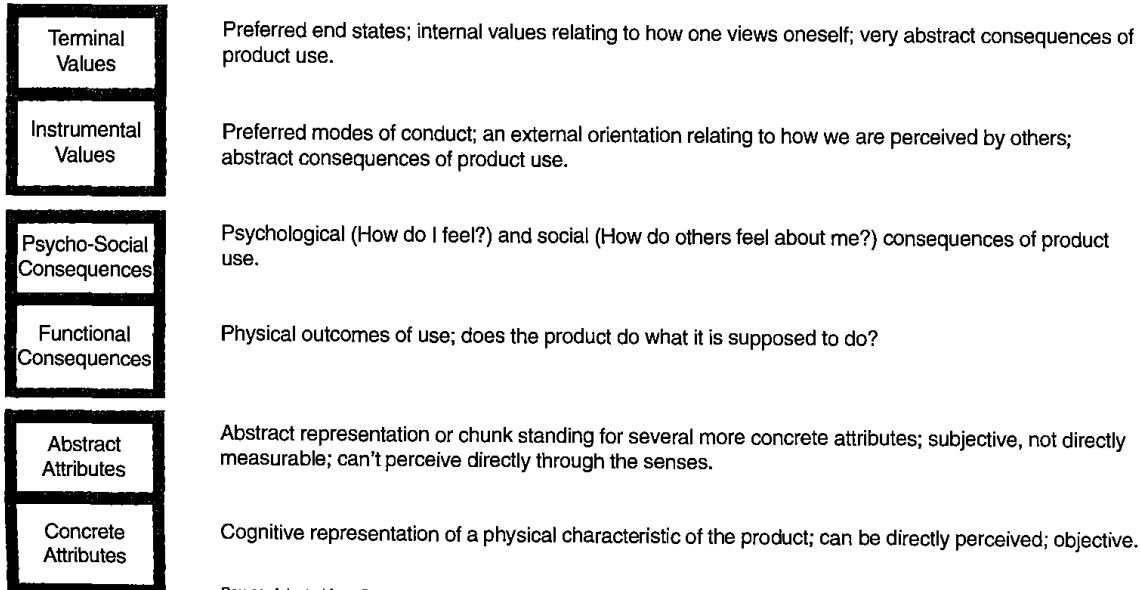 Terminal
Values
Preferred end states; internal values relating to how one views oneself; very abstract consequences of
product use.
Instrumental
Values
Preferred modes of conduct; an external orientation relating to how we are perceived by others;
abstract consequences of product use.
Psycho-Social
Consequences
Psychological (How do I feel?) and social (How do others feel about me?) consequences of product
use.
Functional
Consequences
Physical outcomes of use; does the product do what it is supposed to do?
Abstract
Attributes
Abstract representation or chunk standing for several more concrete attributes; subjective, not directly
measurable; can't perceive directly through the senses.
Concrete
Attributes
Cognitive representation of a physical characteristic of the product; can be directly perceived; objective.